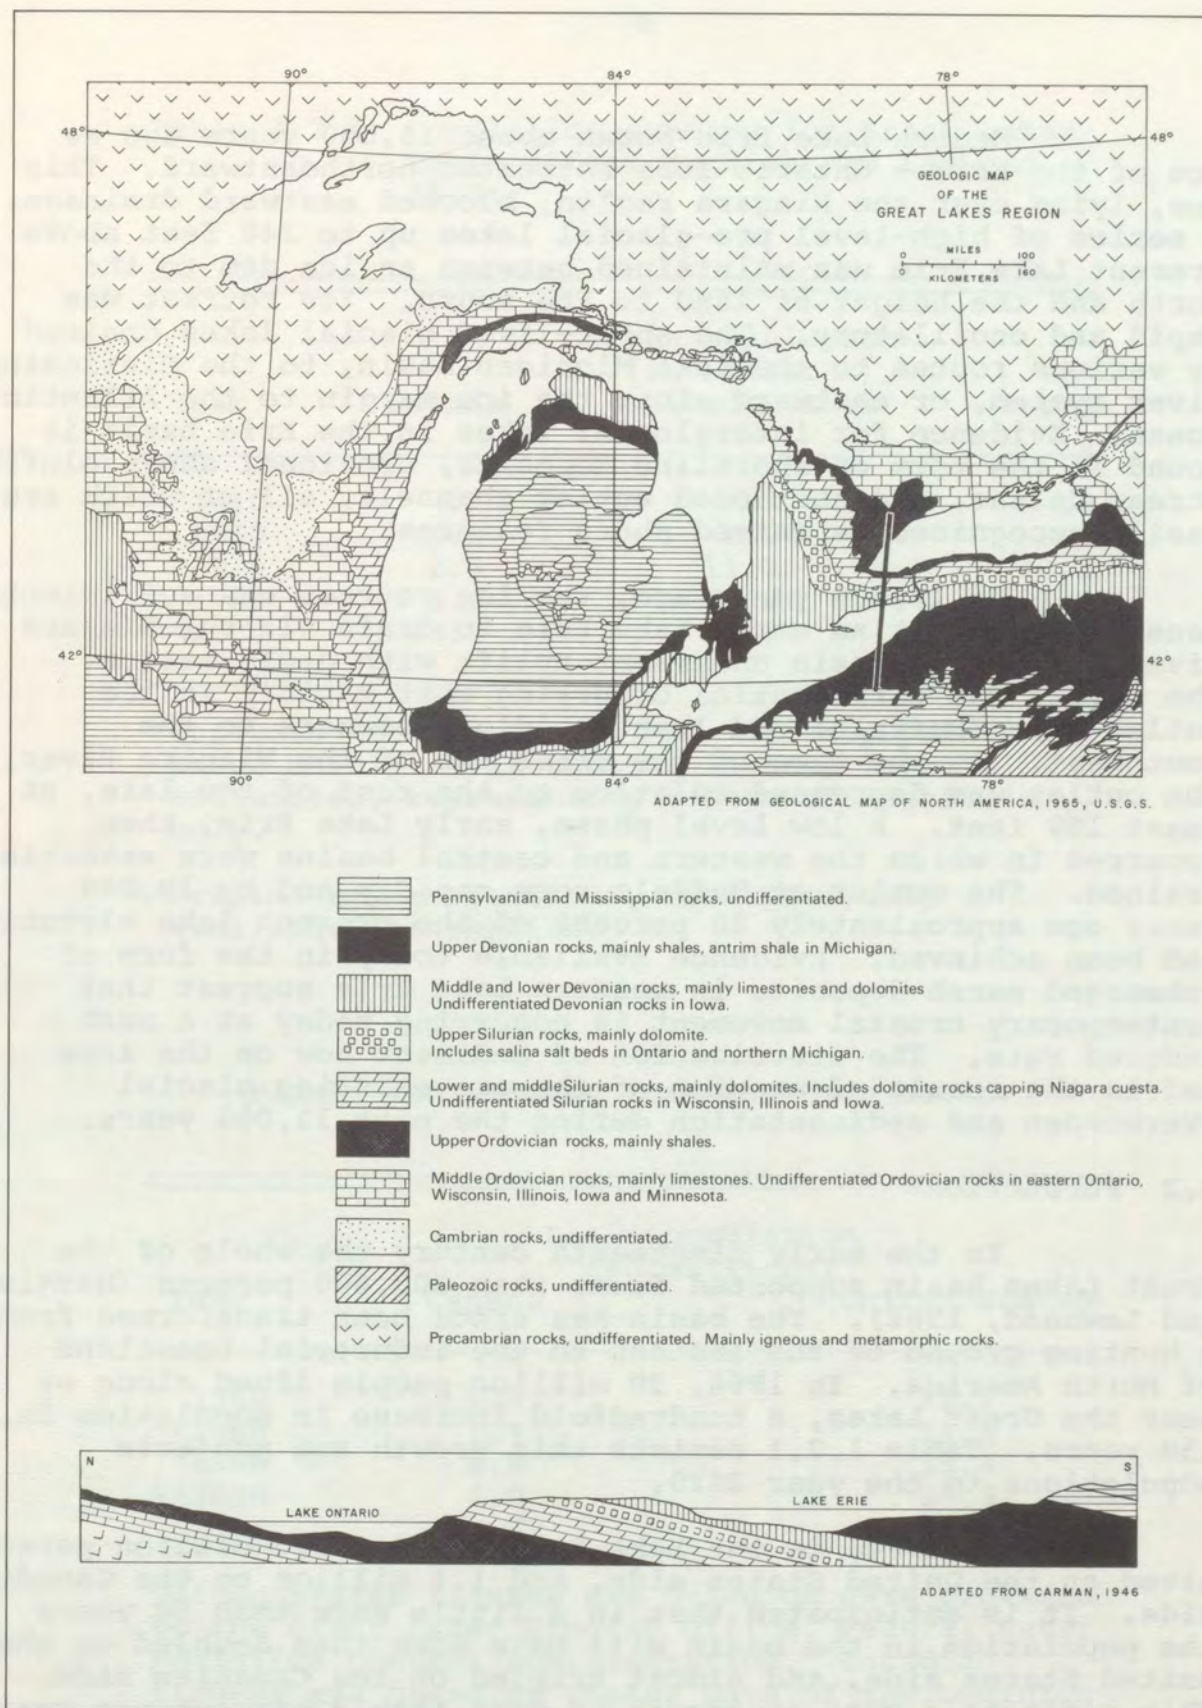 90°
84°
78°
48°
48°
GEOLOGIC MAP
OF THE
GREAT LAKES REGION
MILES
0 100
0 160
KILOMETERS
42°
42°
90°
84°
78°
ADAPTED FROM GEOLOGICAL MAP OF NORTH AMERICA, 1965, U.S.G.S.
Pennsylvanian and Mississippian rocks, undifferentiated.
Upper Devonian rocks, mainly shales, antrim shale in Michigan.
Middle and lower Devonian rocks, mainly limestones and dolomites
Undifferentiated Devonian rocks in Iowa.
Upper Silurian rocks, mainly dolomite.
Includes salina salt beds in Ontario and northern Michigan.
Lower and middle Silurian rocks, mainly dolomites. Includes dolomite rocks capping Niagara cuesta.
Undifferentiated Silurian rocks in Wisconsin, Illinois and Iowa.
Upper Ordovician rocks, mainly shales.
Middle Ordovician rocks, mainly limestones. Undifferentiated Ordovician rocks in eastern Ontario,
Wisconsin, Illinois, Iowa and Minnesota.
Cambrian rocks, undifferentiated.
Paleozoic rocks, undifferentiated.
Precambrian rocks, undifferentiated. Mainly igneous and metamorphic rocks.
N
S
LAKE ONTARIO
LAKE ERIE
ADAPTED FROM CARMAN, 1946